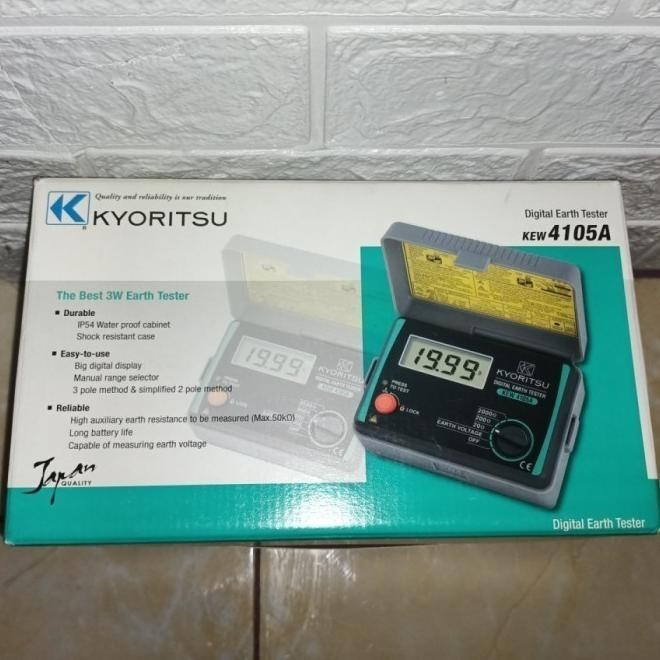 Quality and reliability is our tradition
KYORITSU
Digital Earth Tester
KEW 4105A
The Best 3W Earth Tester
▪ Durable
IP54 Water proof cabinet
Shock resistant case
▪ Easy-to-use
Big digital display
Manual range selector
3 pole method & simplified 2 pole method
▪ Reliable
High auxiliary earth resistance to be measured (Max.50kΩ)
Long battery life
Capable of measuring earth voltage
Japan
QUALITY
19.99
19.99
KYORITSU
DIGITAL EARTH TESTER
KEW 4105A
PRESS
TO TEST
LOCK
2000Ω
200Ω
20Ω
EARTH VOLTAGE
OFF
CE
Digital Earth Tester